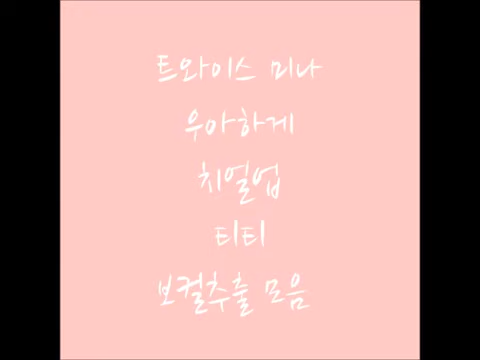 트와이스 미나
우아하게
치얼업
티티
보컬추출 모음